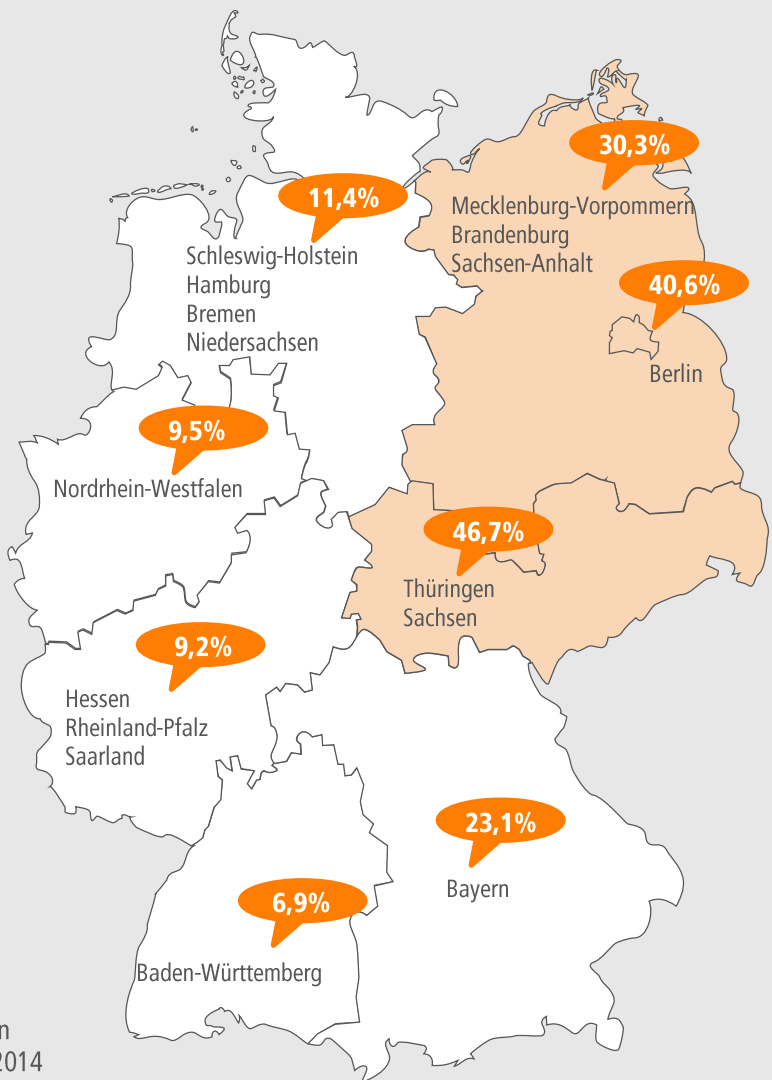 30,3%
Mecklenburg-Vorpommern
Brandenburg
Sachsen-Anhalt
11,4%
Schleswig-Holstein
Hamburg
Bremen
Niedersachsen
40,6%
Berlin
9,5%
Nordrhein-Westfalen
46,7%
Thüringen
Sachsen
9,2%
Hessen
Rheinland-Pfalz
Saarland
23,1%
Bayern
6,9%
Baden-Württemberg
n
2014